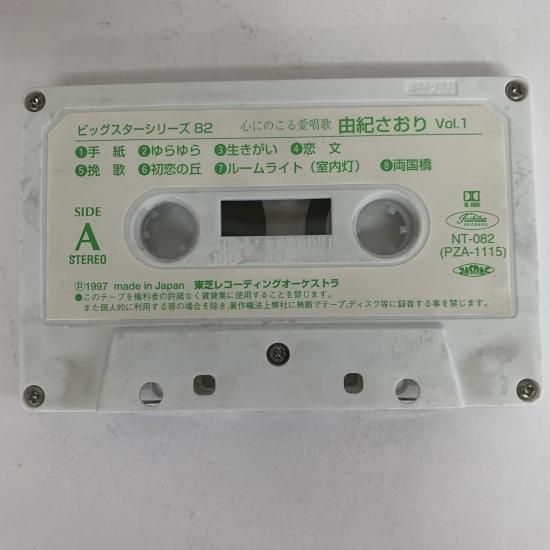 JAPAN
ビッグスターシリーズ 82 心にのこる愛唱歌 由紀さおり Vol.1
❶手紙 ❷ゆらゆら ❸生きがい ❹恋文
❺挽歌 ❻初恋の丘 ❼ルームライト(室内灯) ❽両国橋
SIDE
A
STEREO
100 50 0
Toshiba
RECORDS
NT-082
(PZA-1115)
JASRAC
Ⓟ1997 made in Japan 東芝レコーディングオーケストラ
●このテープを権利者の許諾なく賃貸業に使用することを禁じます。
また個人的に利用する等の場合を除き,著作権法上弊社に無断でテープ,ディスク等に録音する事を禁じます。